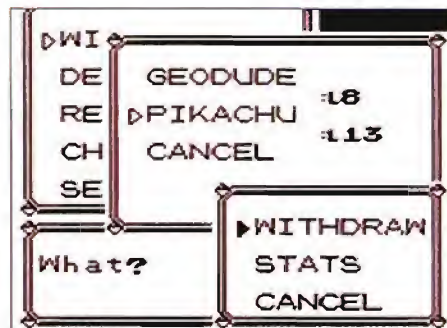 WI
DE
RE
CH
SE
GEODUDE
:L8
PIKACHU
:L13
CANCEL
What?
WITHDRAW
STATS
CANCEL